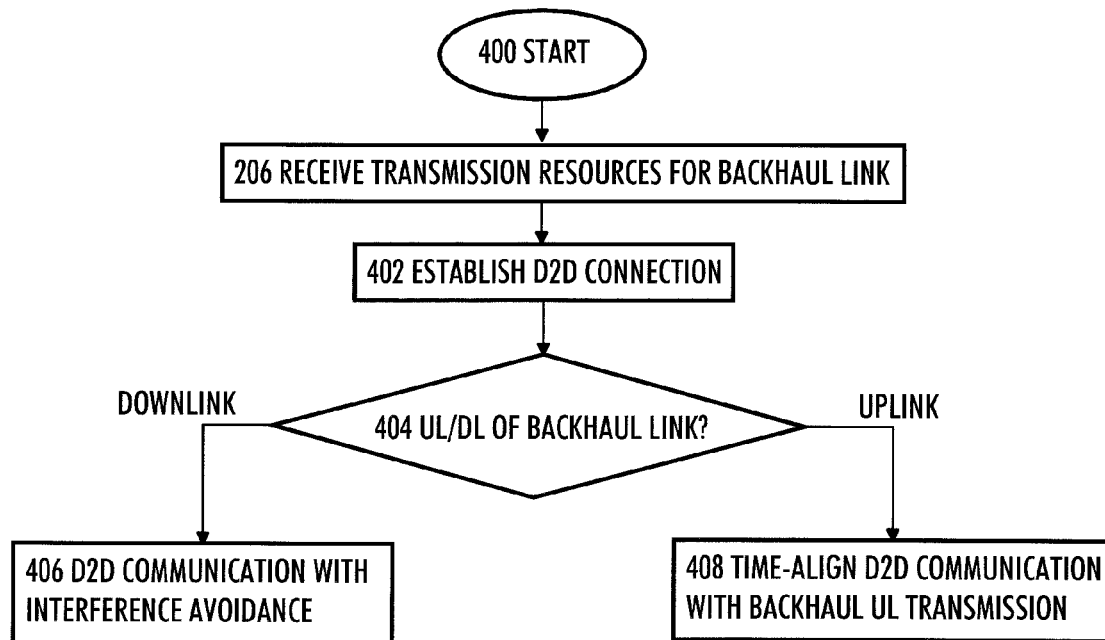 400 START
206 RECEIVE TRANSMISSION RESOURCES FOR BACKHAUL LINK
402 ESTABLISH D2D CONNECTION
DOWNLINK
404 UL/DL OF BACKHAUL LINK?
UPLINK
406 D2D COMMUNICATION WITH
INTERFERENCE AVOIDANCE
408 TIME-ALIGN D2D COMMUNICATION
WITH BACKHAUL UL TRANSMISSION